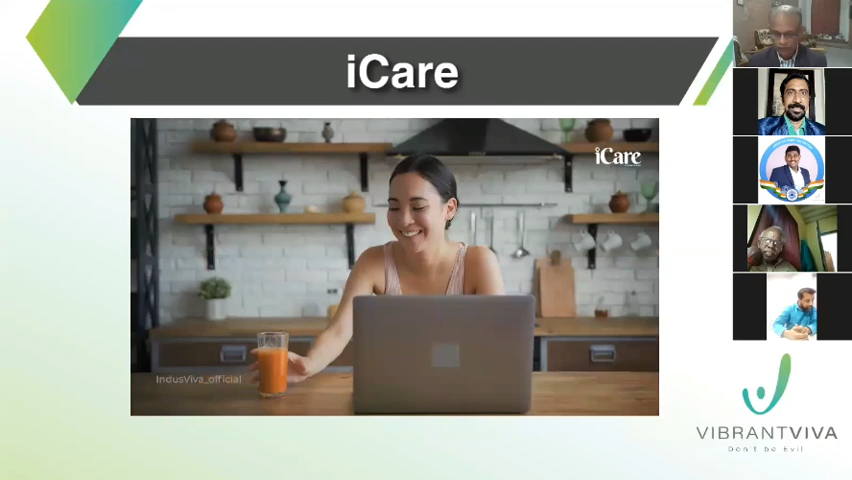 iCare
iCare
IndusViva_official
VIBRANTVIVA
Don't be Evil